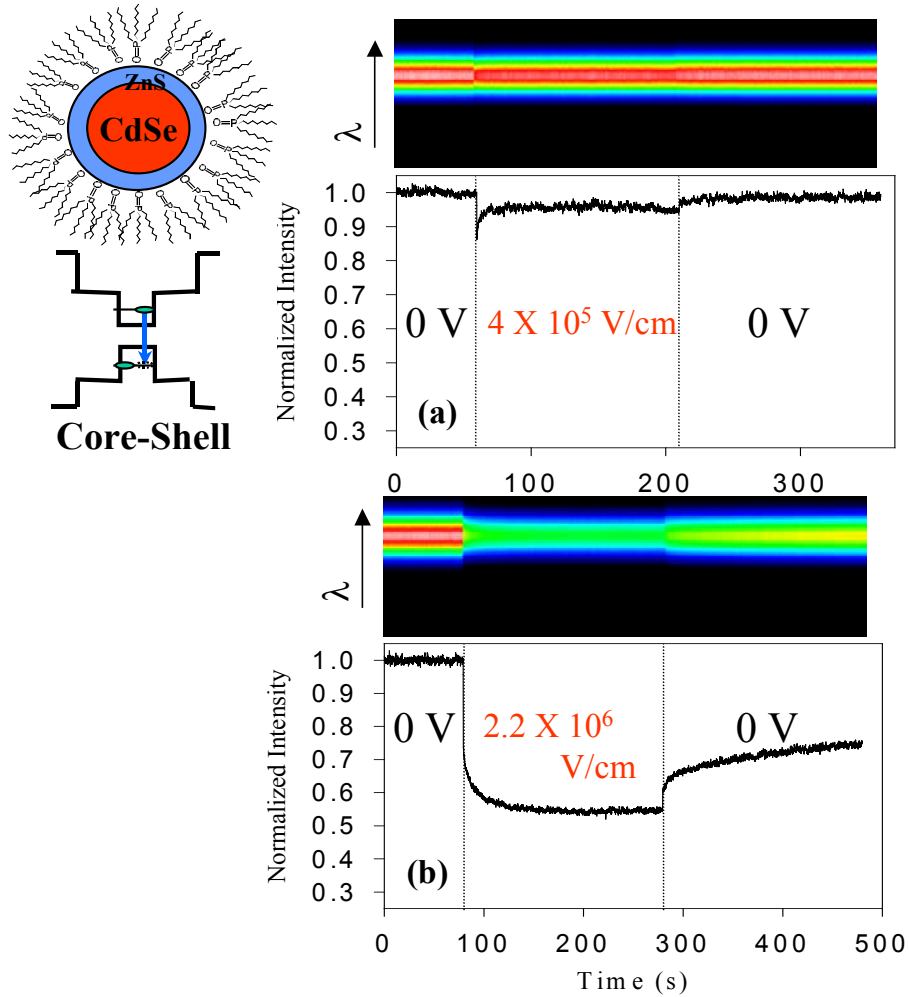 ZnS
CdSe
Core-Shell
λ
Normalized Intensity
1.0
0.9
0.8
0.7
0.6
0.5
0.4
0.3
0 V
4 X 10⁵ V/cm
0 V
(a)
0 100 200 300
λ
Normalized Intensity
1.0
0.9
0.8
0.7
0.6
0.5
0.4
0.3
0 V
2.2 X 10⁶
V/cm
0 V
(b)
0 100 200 300 400 500
Time (s)